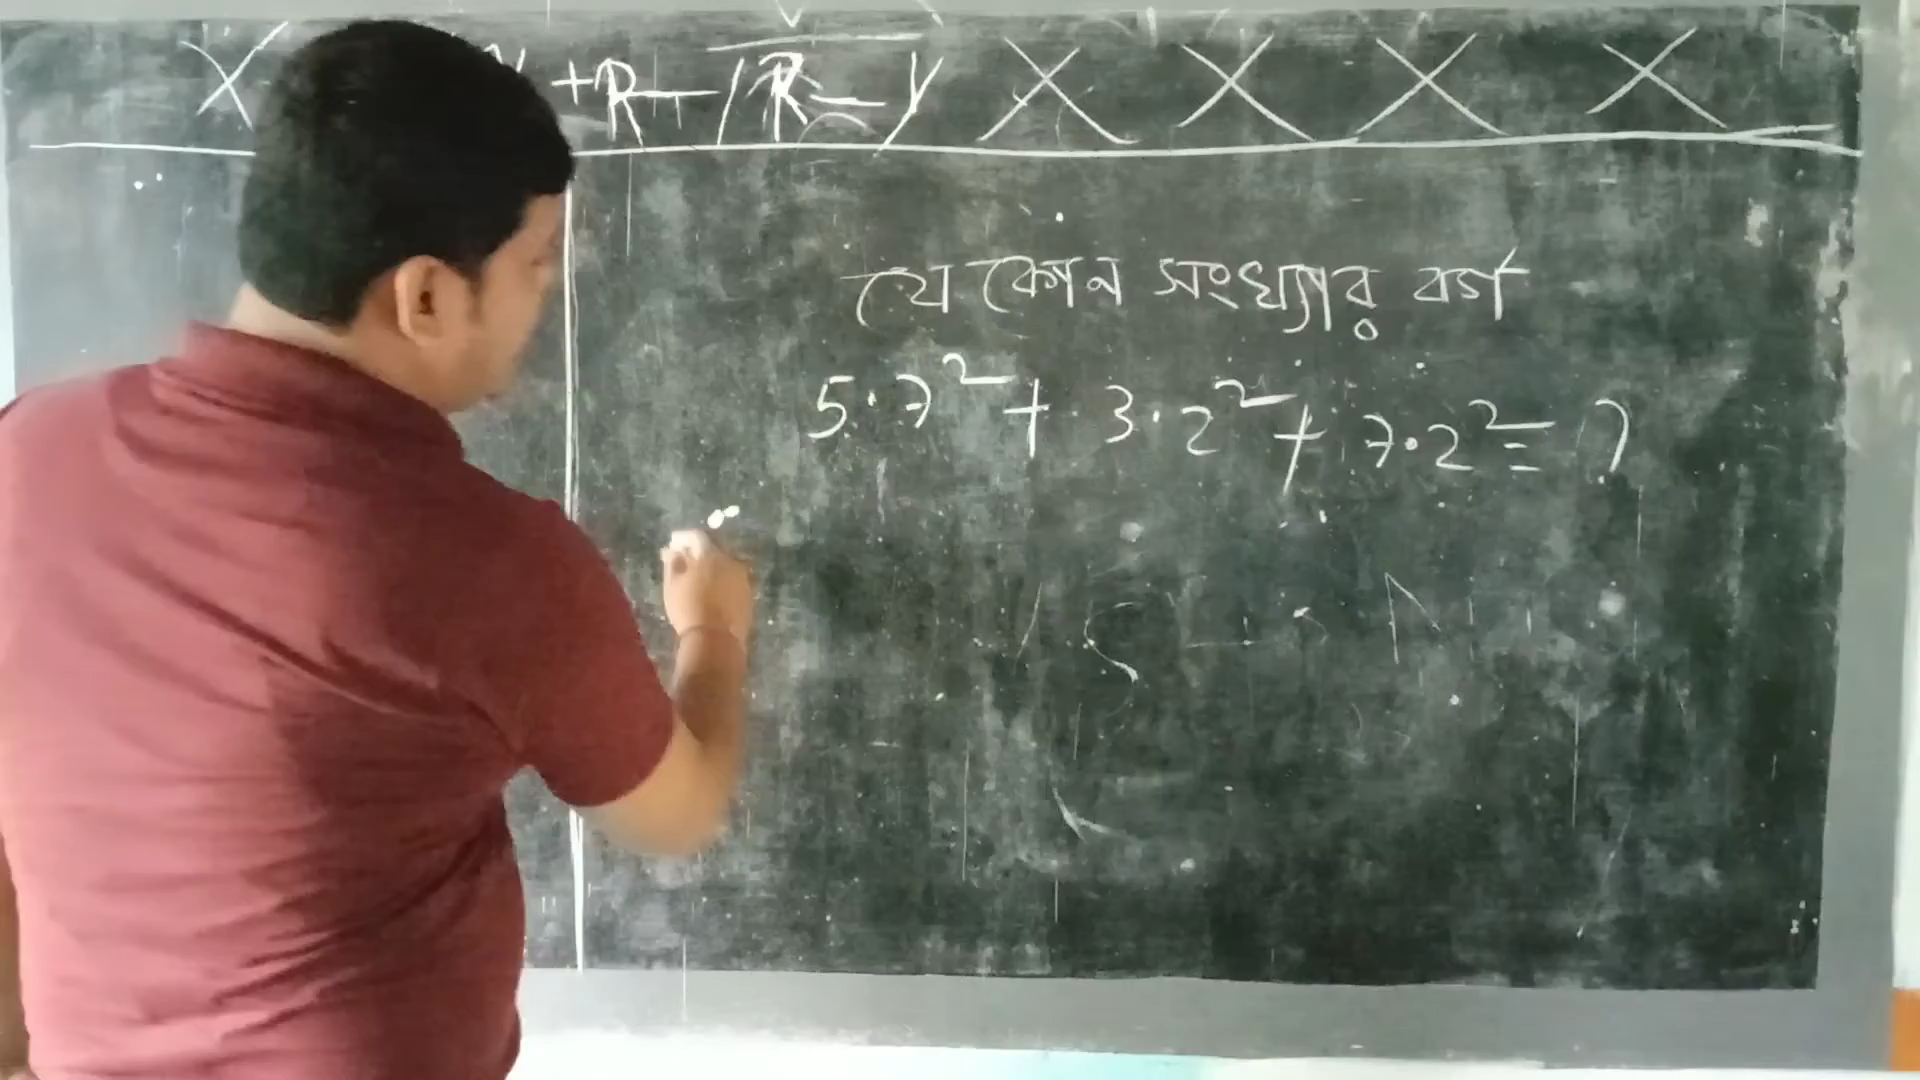 +R
R
X X X X
যে কোন সংখ্যার বর্গ
5.7² + 3.2² + 7.2² = ?